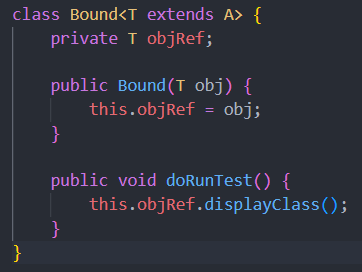 class Bound<T extends A> {
    private T objRef;

    public Bound(T obj) {
        this.objRef = obj;
    }

    public void doRunTest() {
        this.objRef.displayClass();
    }
}